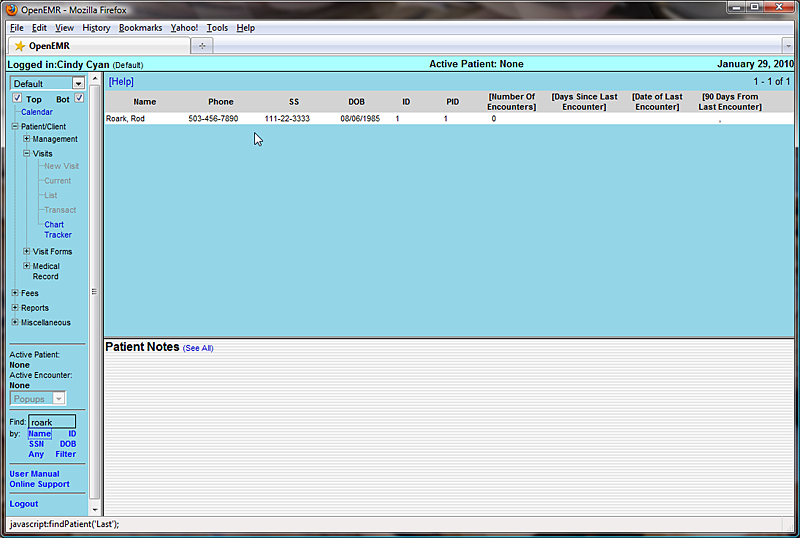 OpenEMR - Mozilla Firefox
File Edit View History Bookmarks Yahoo! Tools Help
OpenEMR
Logged in:Cindy Cyan (Default) Active Patient: None January 29, 2010
Default
Top Bot
Calendar
Patient/Client
Management
Visits
New Visit
Current
List
Transact
Chart
Tracker
Visit Forms
Medical
Record
Fees
Reports
Miscellaneous
Active Patient:
None
Active Encounter:
None
Popups
Find: roark
by: Name ID
SSN DOB
Any Filter
User Manual
Online Support
Logout
[Help] 1 - 1 of 1
Name Phone SS DOB ID PID [Number Of Encounters] [Days Since Last Encounter] [Date of Last Encounter] [90 Days From Last Encounter]
Roark, Rod 503-456-7890 111-22-3333 08/06/1985 1 1 0 ,
Patient Notes (See All)
javascript:findPatient('Last');